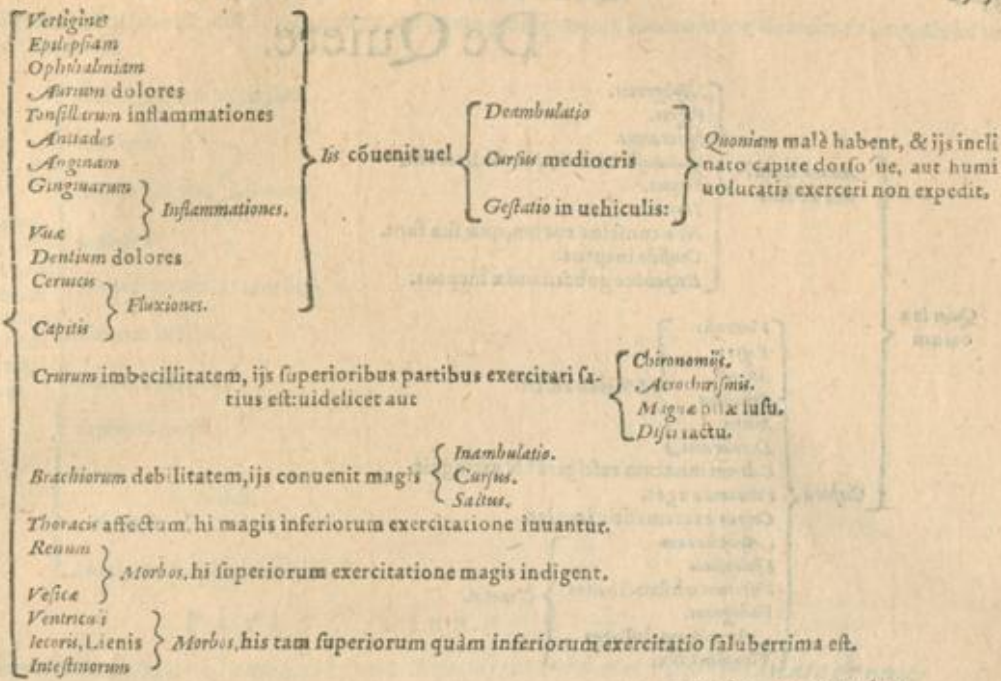 Vertigines
Epilepsiam
Ophthalmiam
Aurium dolores
Tonsillarum inflammationes
Antiadas
Anginam
Gingiuarum
Inflammationes.
Vuæ
Dentium dolores
Ceruicis
Fluxiones.
Capitis
Iis cōuenit uel
Deambulatio
Cursus mediocris
Gestatio in uehiculis:
Quoniam malè habent, & ijs incli
nato capite dorso ue, aut humi
uolutatis exerceri non expedit.
Crurum imbecillitatem, ijs superioribus partibus exercitari sa-
tius est: uidelicet aut
Chironomijs.
Acrochirismis.
Magnæ pilæ lusu.
Disci iactu.
Brachiorum debilitatem, ijs conuenit magis
Inambulatio.
Cursus.
Saltus.
Thoracis affectum, hi magis inferiorum exercitatione iuuantur.
Renum
Morbos, hi superiorum exercitatione magis indigent.
Vesicæ
Ventriculi
Iecoris, Lienis
Morbos, his tam superiorum quàm inferiorum exercitatio saluberrima est.
Intestinorum